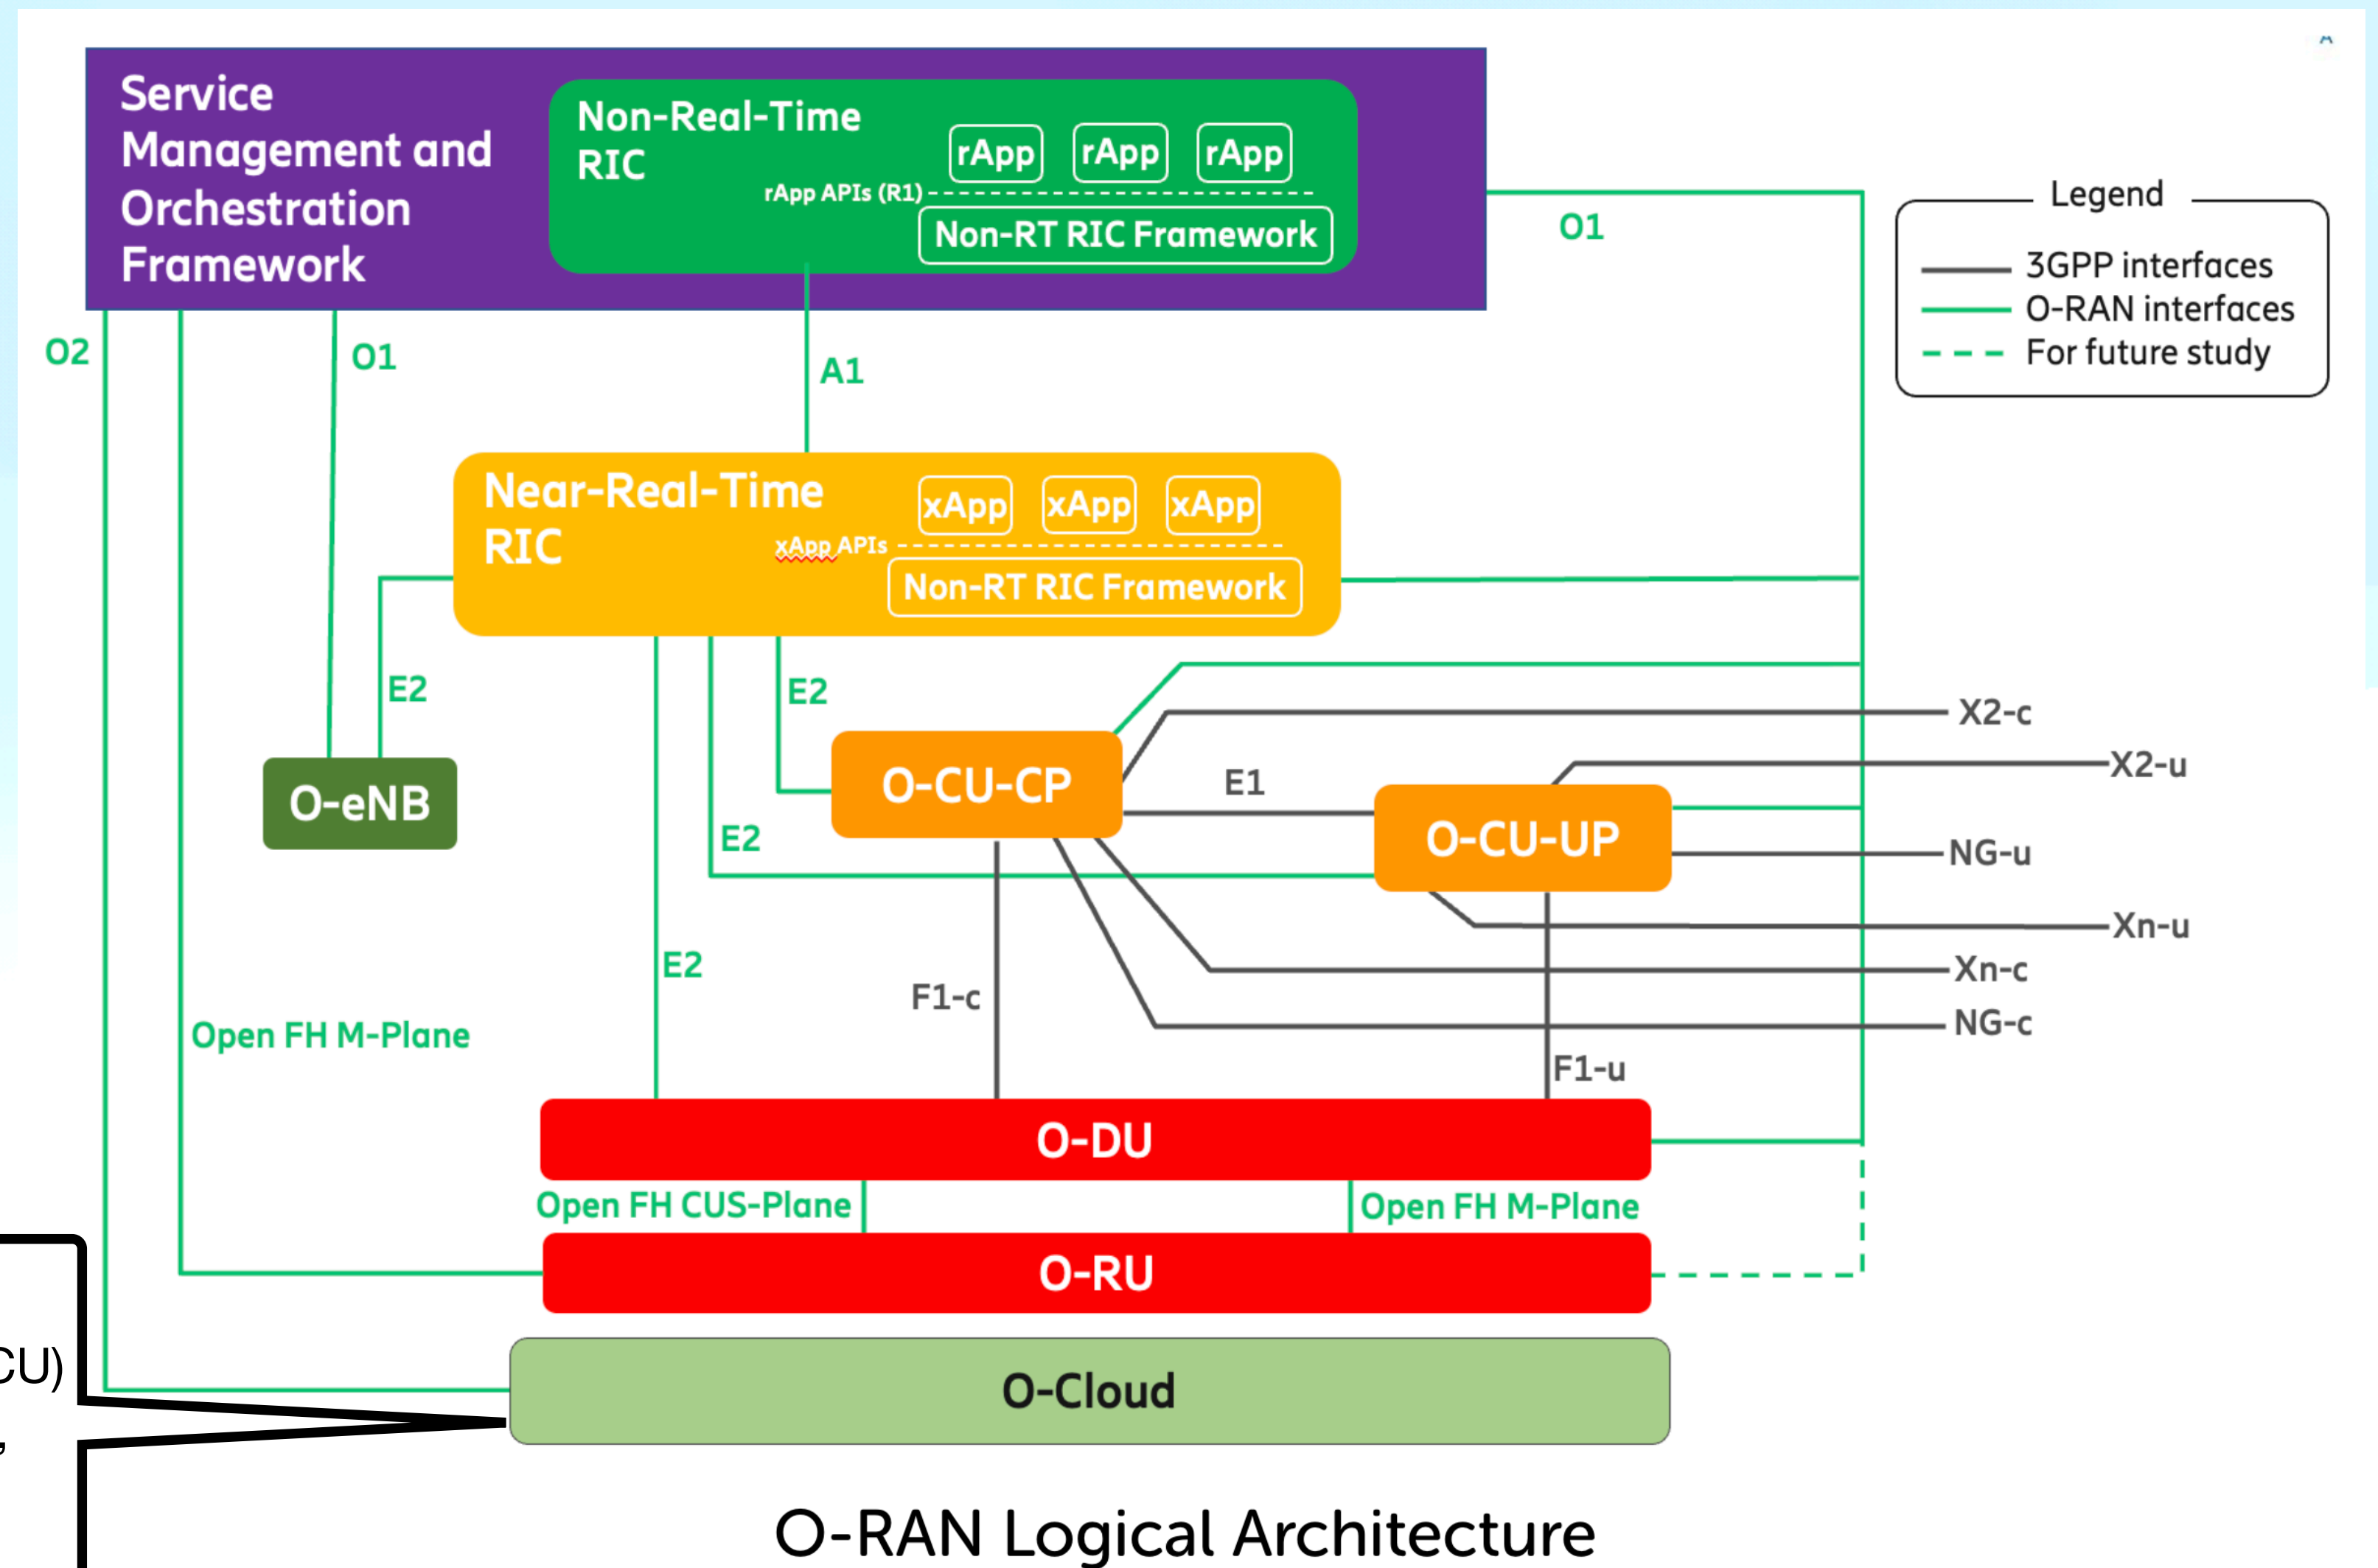 Service
Management and
Orchestration
Framework
Non-Real-Time
RIC
rApp
rApp
rApp
rApp APIs (R1)
Non-RT RIC Framework
O1
Legend
3GPP interfaces
O-RAN interfaces
For future study
O2
O1
A1
Near-Real-Time
RIC
xApp
xApp
xApp
xApp APIs
Non-RT RIC Framework
E2
E2
X2-c
O-CU-CP
E1
X2-u
O-eNB
E2
O-CU-UP
NG-u
Xn-u
E2
F1-c
Xn-c
NG-c
Open FH M-Plane
F1-u
O-DU
Open FH CUS-Plane
Open FH M-Plane
O-RU
CU)
O-Cloud
,
O-RAN Logical Architecture